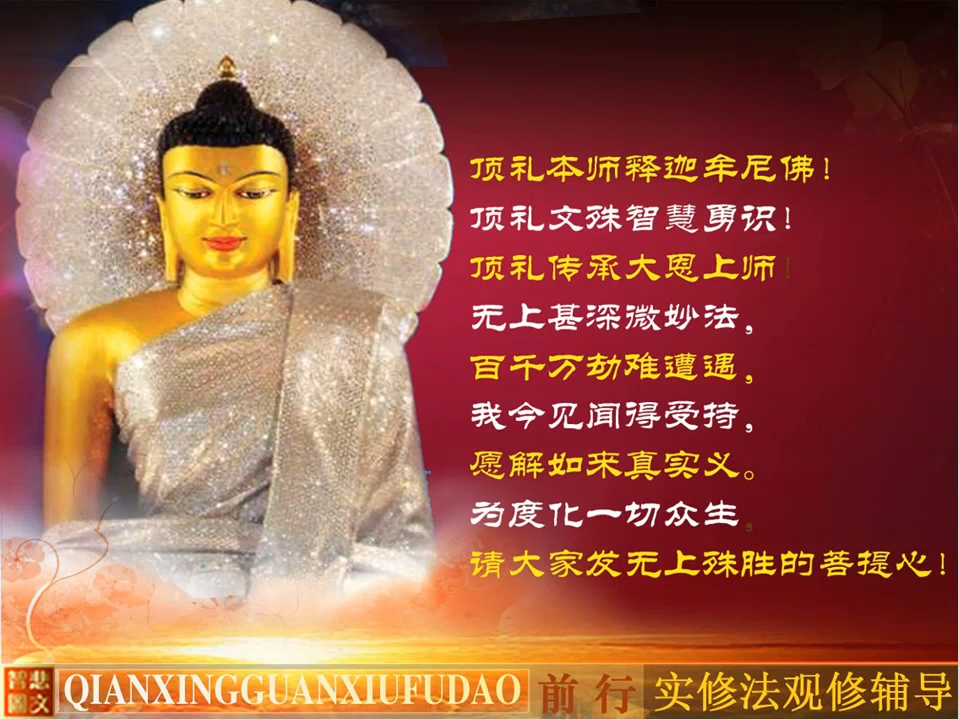 顶礼本师释迦牟尼佛！
顶礼文殊智慧勇识！
顶礼传承大恩上师！
无上甚深微妙法，
百千万劫难遭遇，
我今见闻得受持，
愿解如来真实义。
为度化一切众生，
请大家发无上殊胜的菩提心！
QIANXINGGUANXIUFUDAO 前 行 实修法观修辅导